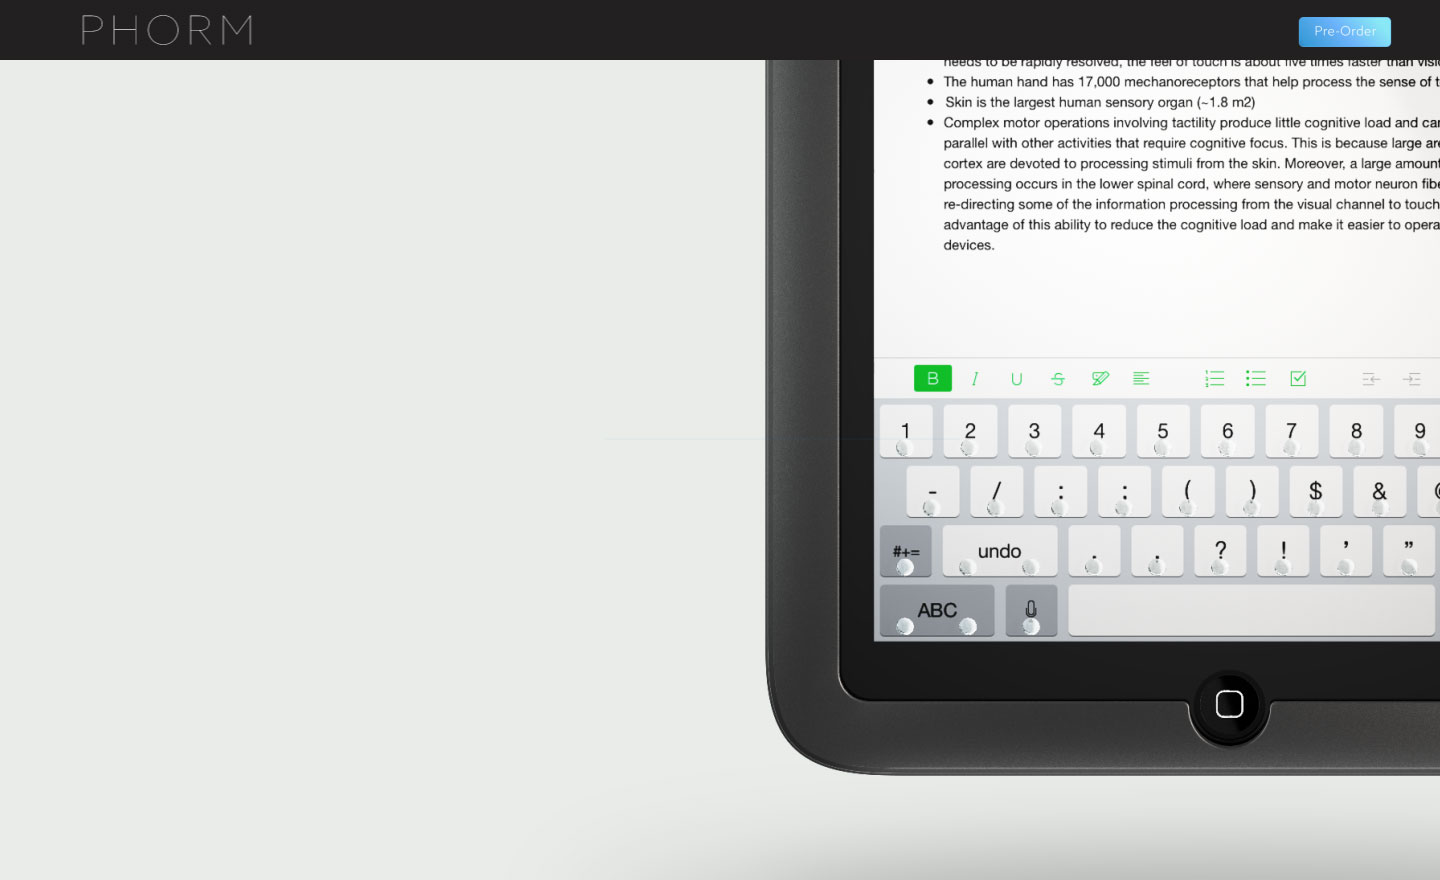 PHORM
Pre-Order
needs to be rapidly resolved, the feel of touch is about five times faster than
The human hand has 17,000 mechanoreceptors that help process the sense of
Skin is the largest human sensory organ (~1.8 m2)
Complex motor operations involving tactility produce little cognitive load and
parallel with other activities that require cognitive focus. This is because large
cortex are devoted to processing stimuli from the skin. Moreover, a large amount
processing occurs in the lower spinal cord, where sensory and motor neuron
re-directing some of the information processing from the visual channel to touch
advantage of this ability to reduce the cognitive load and make it easier to
devices.
B I U S
1 2 3 4 5 6 7 8 9
- / : : ( ) $ &
#+= undo . . ? ! ’ ”
ABC